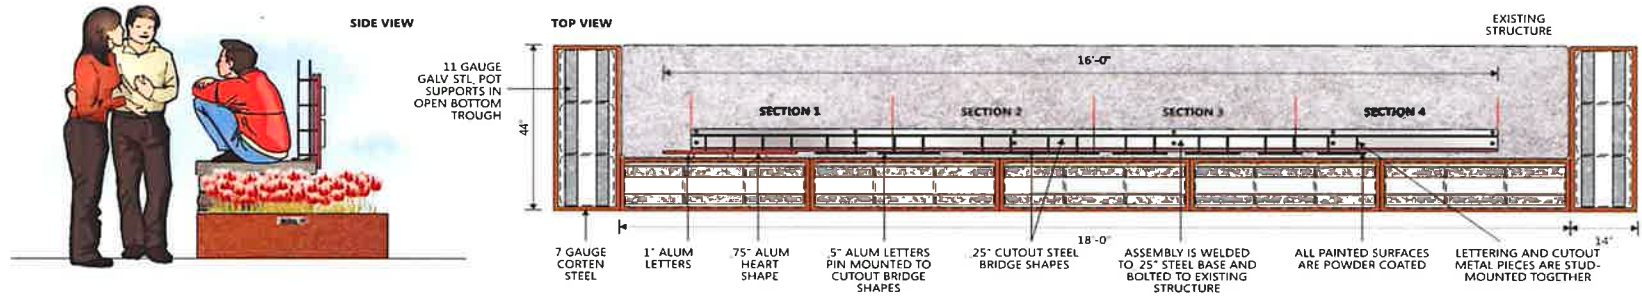 SIDE VIEW
11 GAUGE
GALV STL. POT
SUPPORTS IN
OPEN BOTTOM
TROUGH
TOP VIEW
EXISTING
STRUCTURE
16'-0"
SECTION 1
SECTION 2
SECTION 3
SECTION 4
44"
18'-0"
14"
7 GAUGE
CORTEN
STEEL
1" ALUM
LETTERS
.75" ALUM
HEART
SHAPE
.5" ALUM LETTERS
PIN MOUNTED TO
CUTOUT BRIDGE
SHAPES
.25" CUTOUT STEEL
BRIDGE SHAPES
ASSEMBLY IS WELDED
TO .25" STEEL BASE AND
BOLTED TO EXISTING
STRUCTURE
ALL PAINTED SURFACES
ARE POWDER COATED
LETTERING AND CUTOUT
METAL PIECES ARE STUD-
MOUNTED TOGETHER